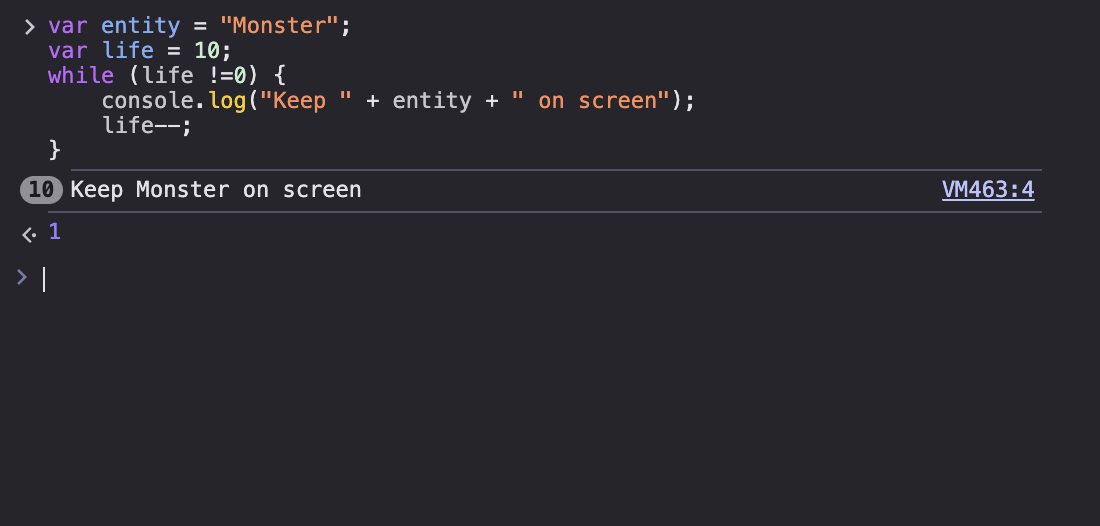 > var entity = "Monster";
var life = 10;
while (life !=0) {
    console.log("Keep " + entity + " on screen");
    life--;
}
10 Keep Monster on screen VM463:4
1
>